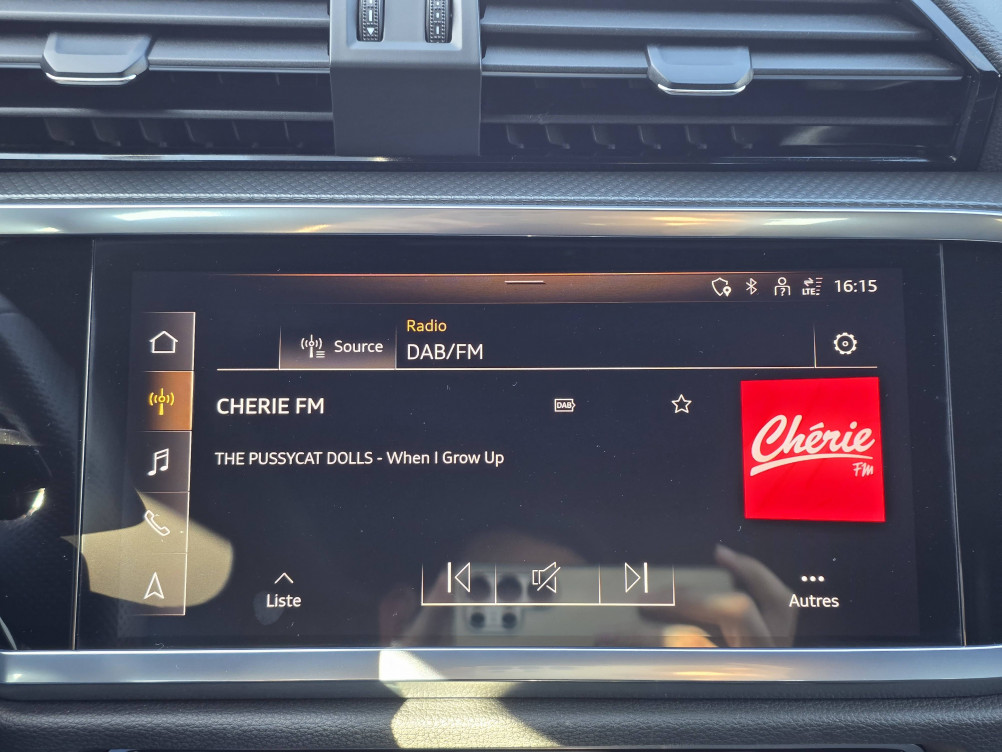 LTE 16:15
Radio
Source DAB/FM
CHERIE FM DAB
Chérie
FM
THE PUSSYCAT DOLLS - When I Grow Up
Liste Autres